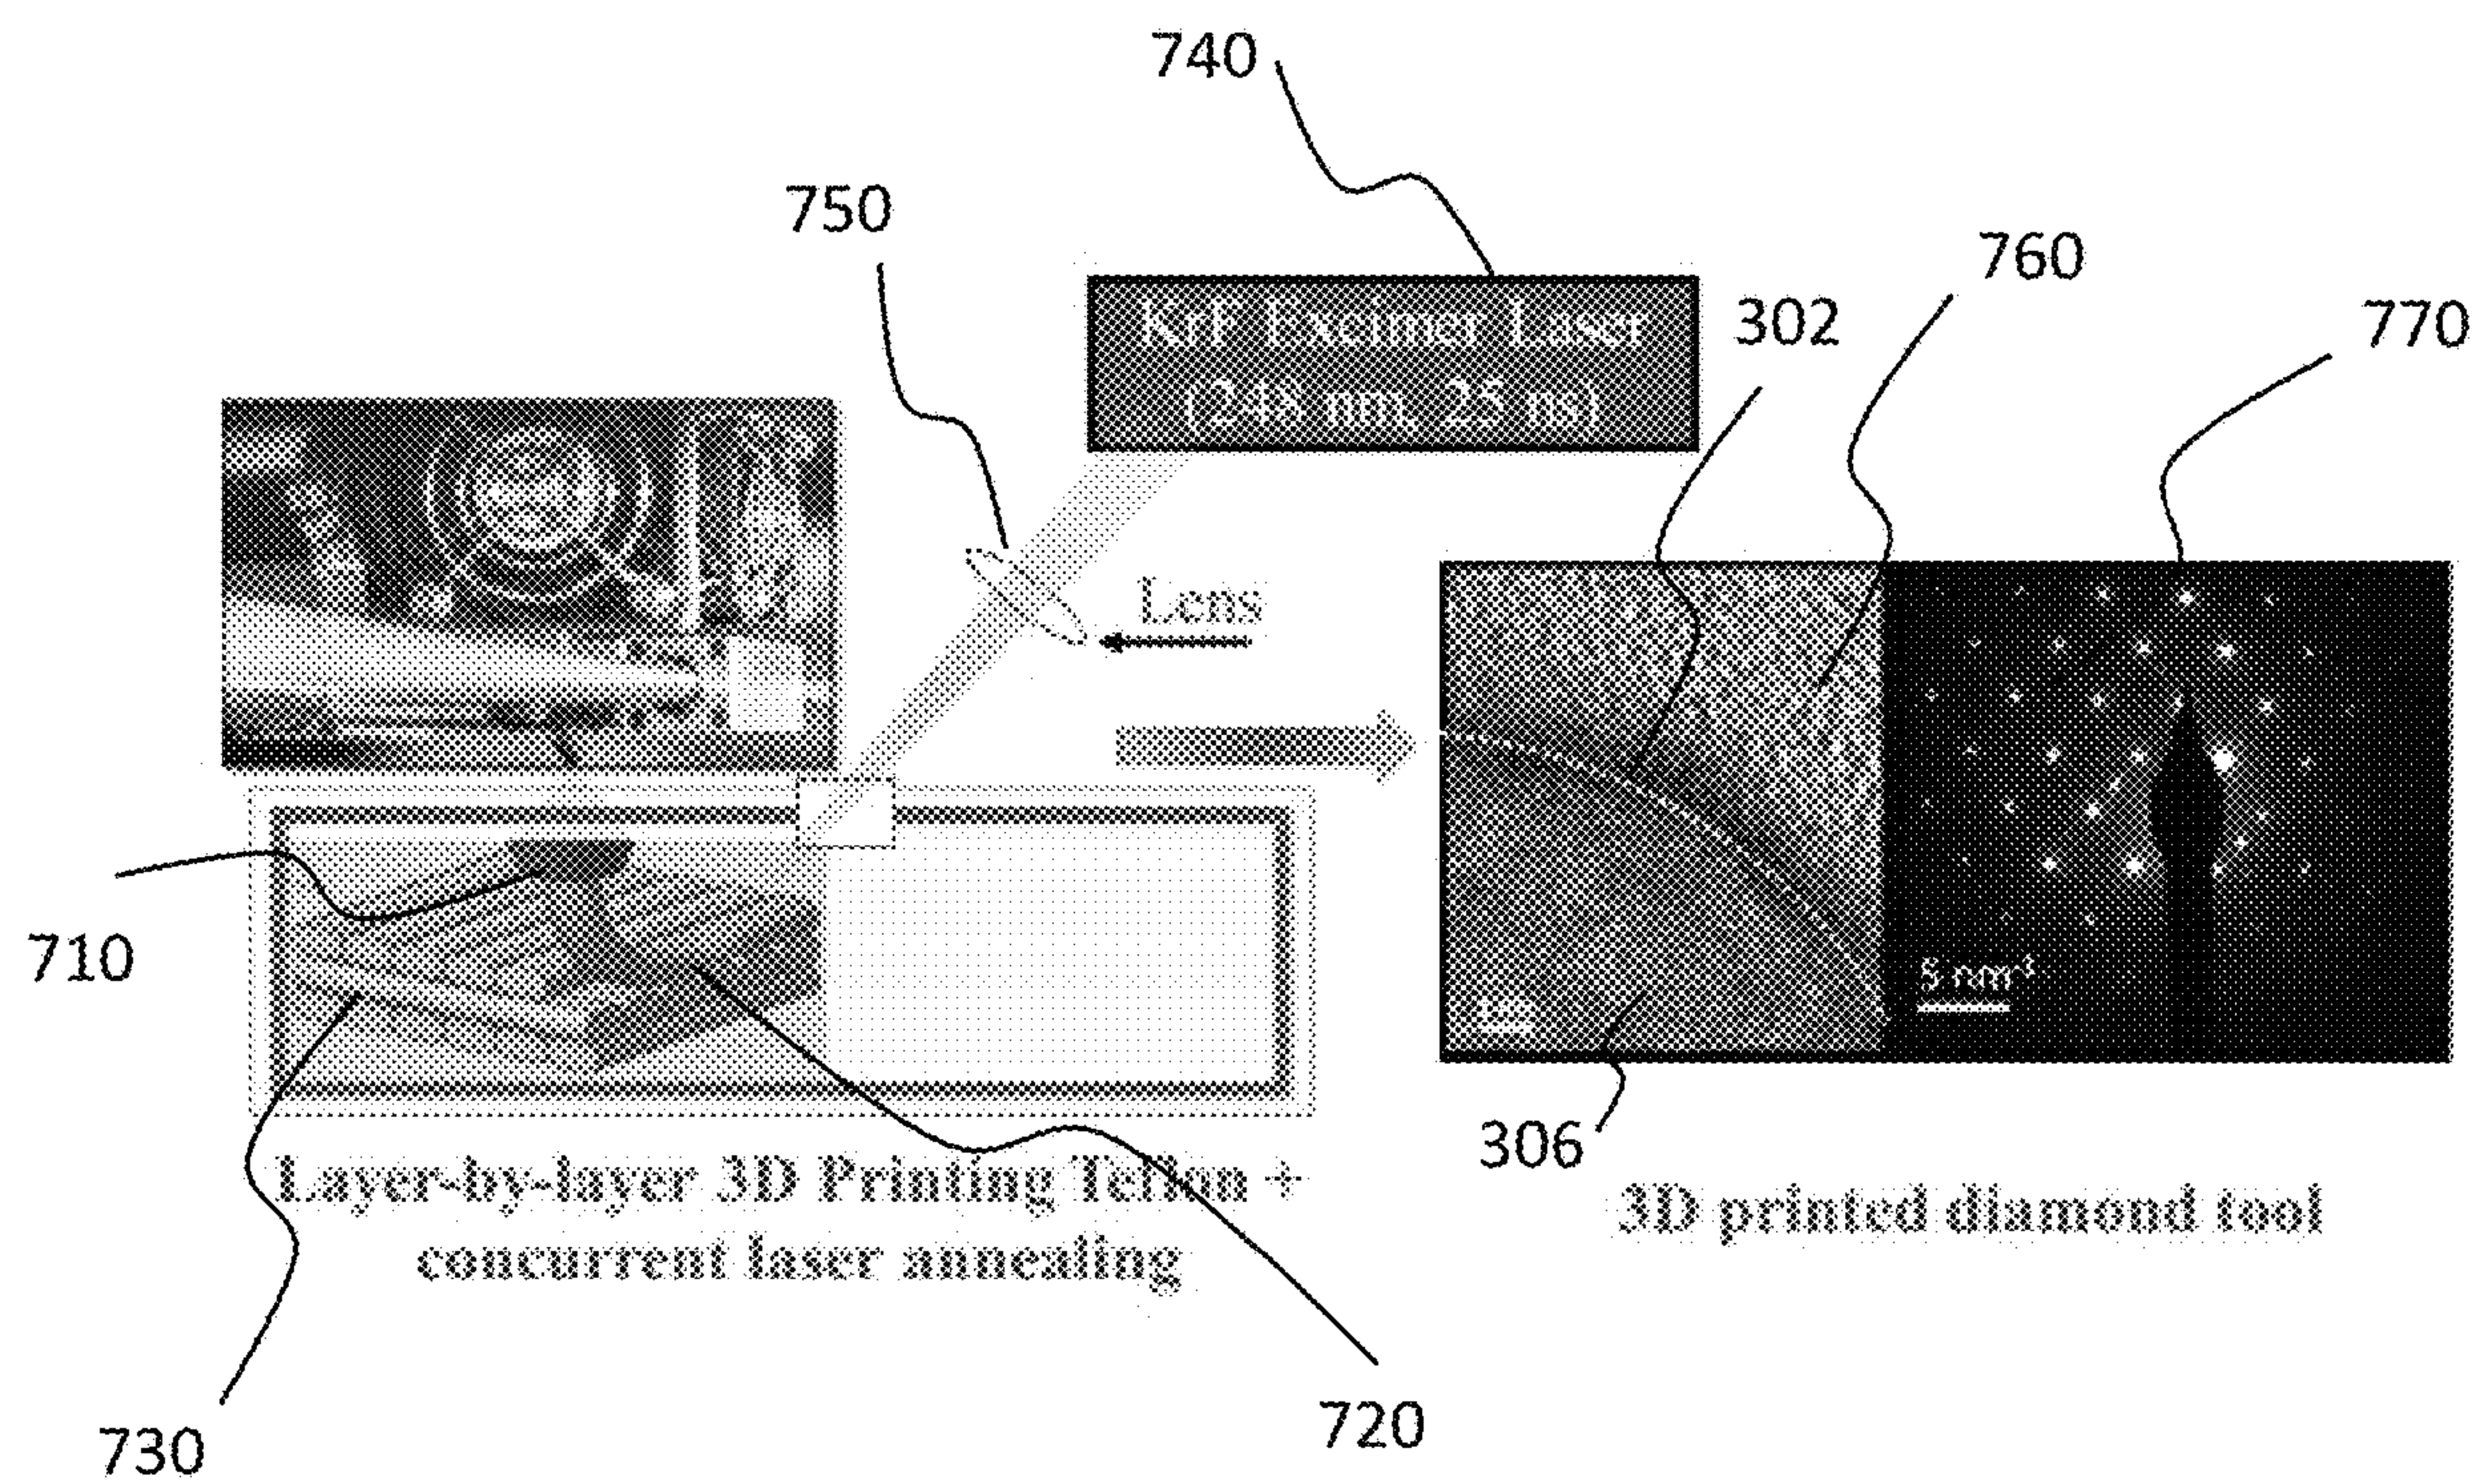 740
750
760
302
770
KrF Excimer Laser
(248 nm, 25 ns)
Lens
5 nm-1
710
306
Layer-by-layer 3D Printing Teflon +
concurrent laser annealing
3D printed diamond tool
720
730